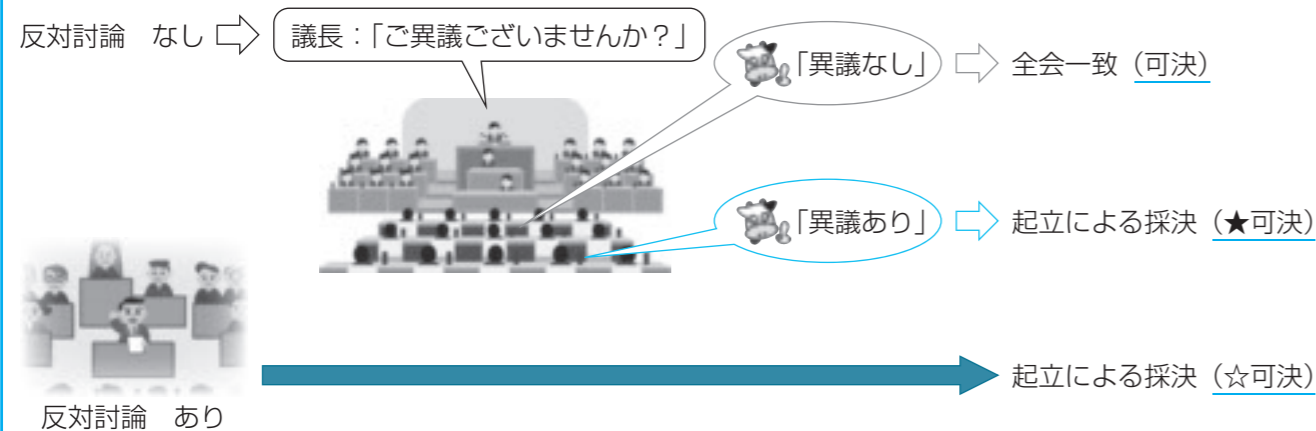 反対討論　なし
議長：「ご異議ございませんか？」
「異議なし」
全会一致（可決）
「異議あり」
起立による採決（★可決）
反対討論　あり
起立による採決（☆可決）